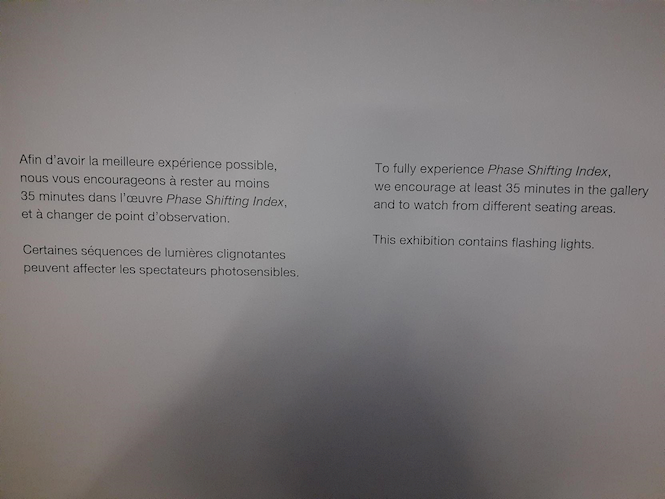 Afin d'avoir la meilleure expérience possible,
nous vous encourageons à rester au moins
35 minutes dans l'œuvre Phase Shifting Index,
et à changer de point d'observation.
Certaines séquences de lumières clignotantes
peuvent affecter les spectateurs photosensibles.
To fully experience Phase Shifting Index,
we encourage at least 35 minutes in the gallery
and to watch from different seating areas.
This exhibition contains flashing lights.